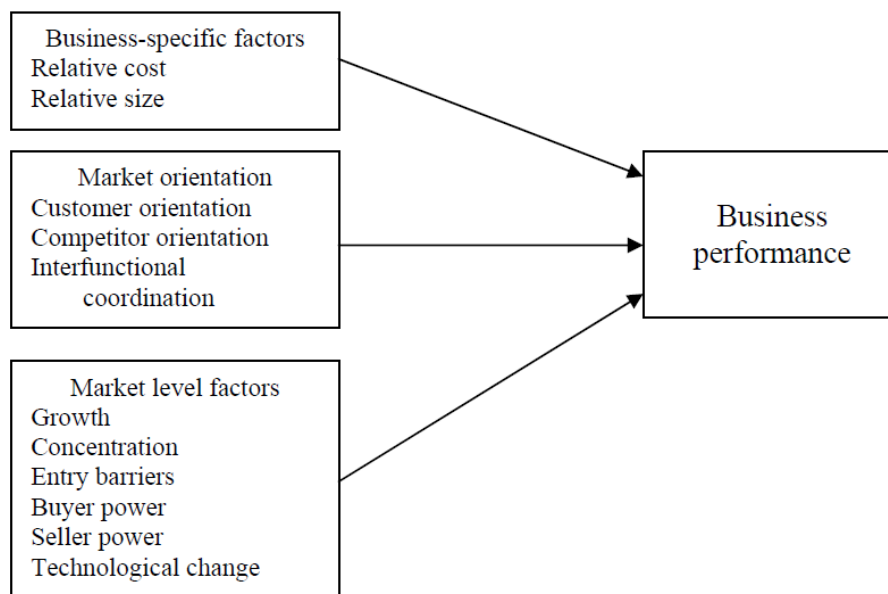 Business-specific factors
Relative cost
Relative size
Market orientation
Customer orientation
Competitor orientation
Interfunctional
coordination
Business
performance
Market level factors
Growth
Concentration
Entry barriers
Buyer power
Seller power
Technological change